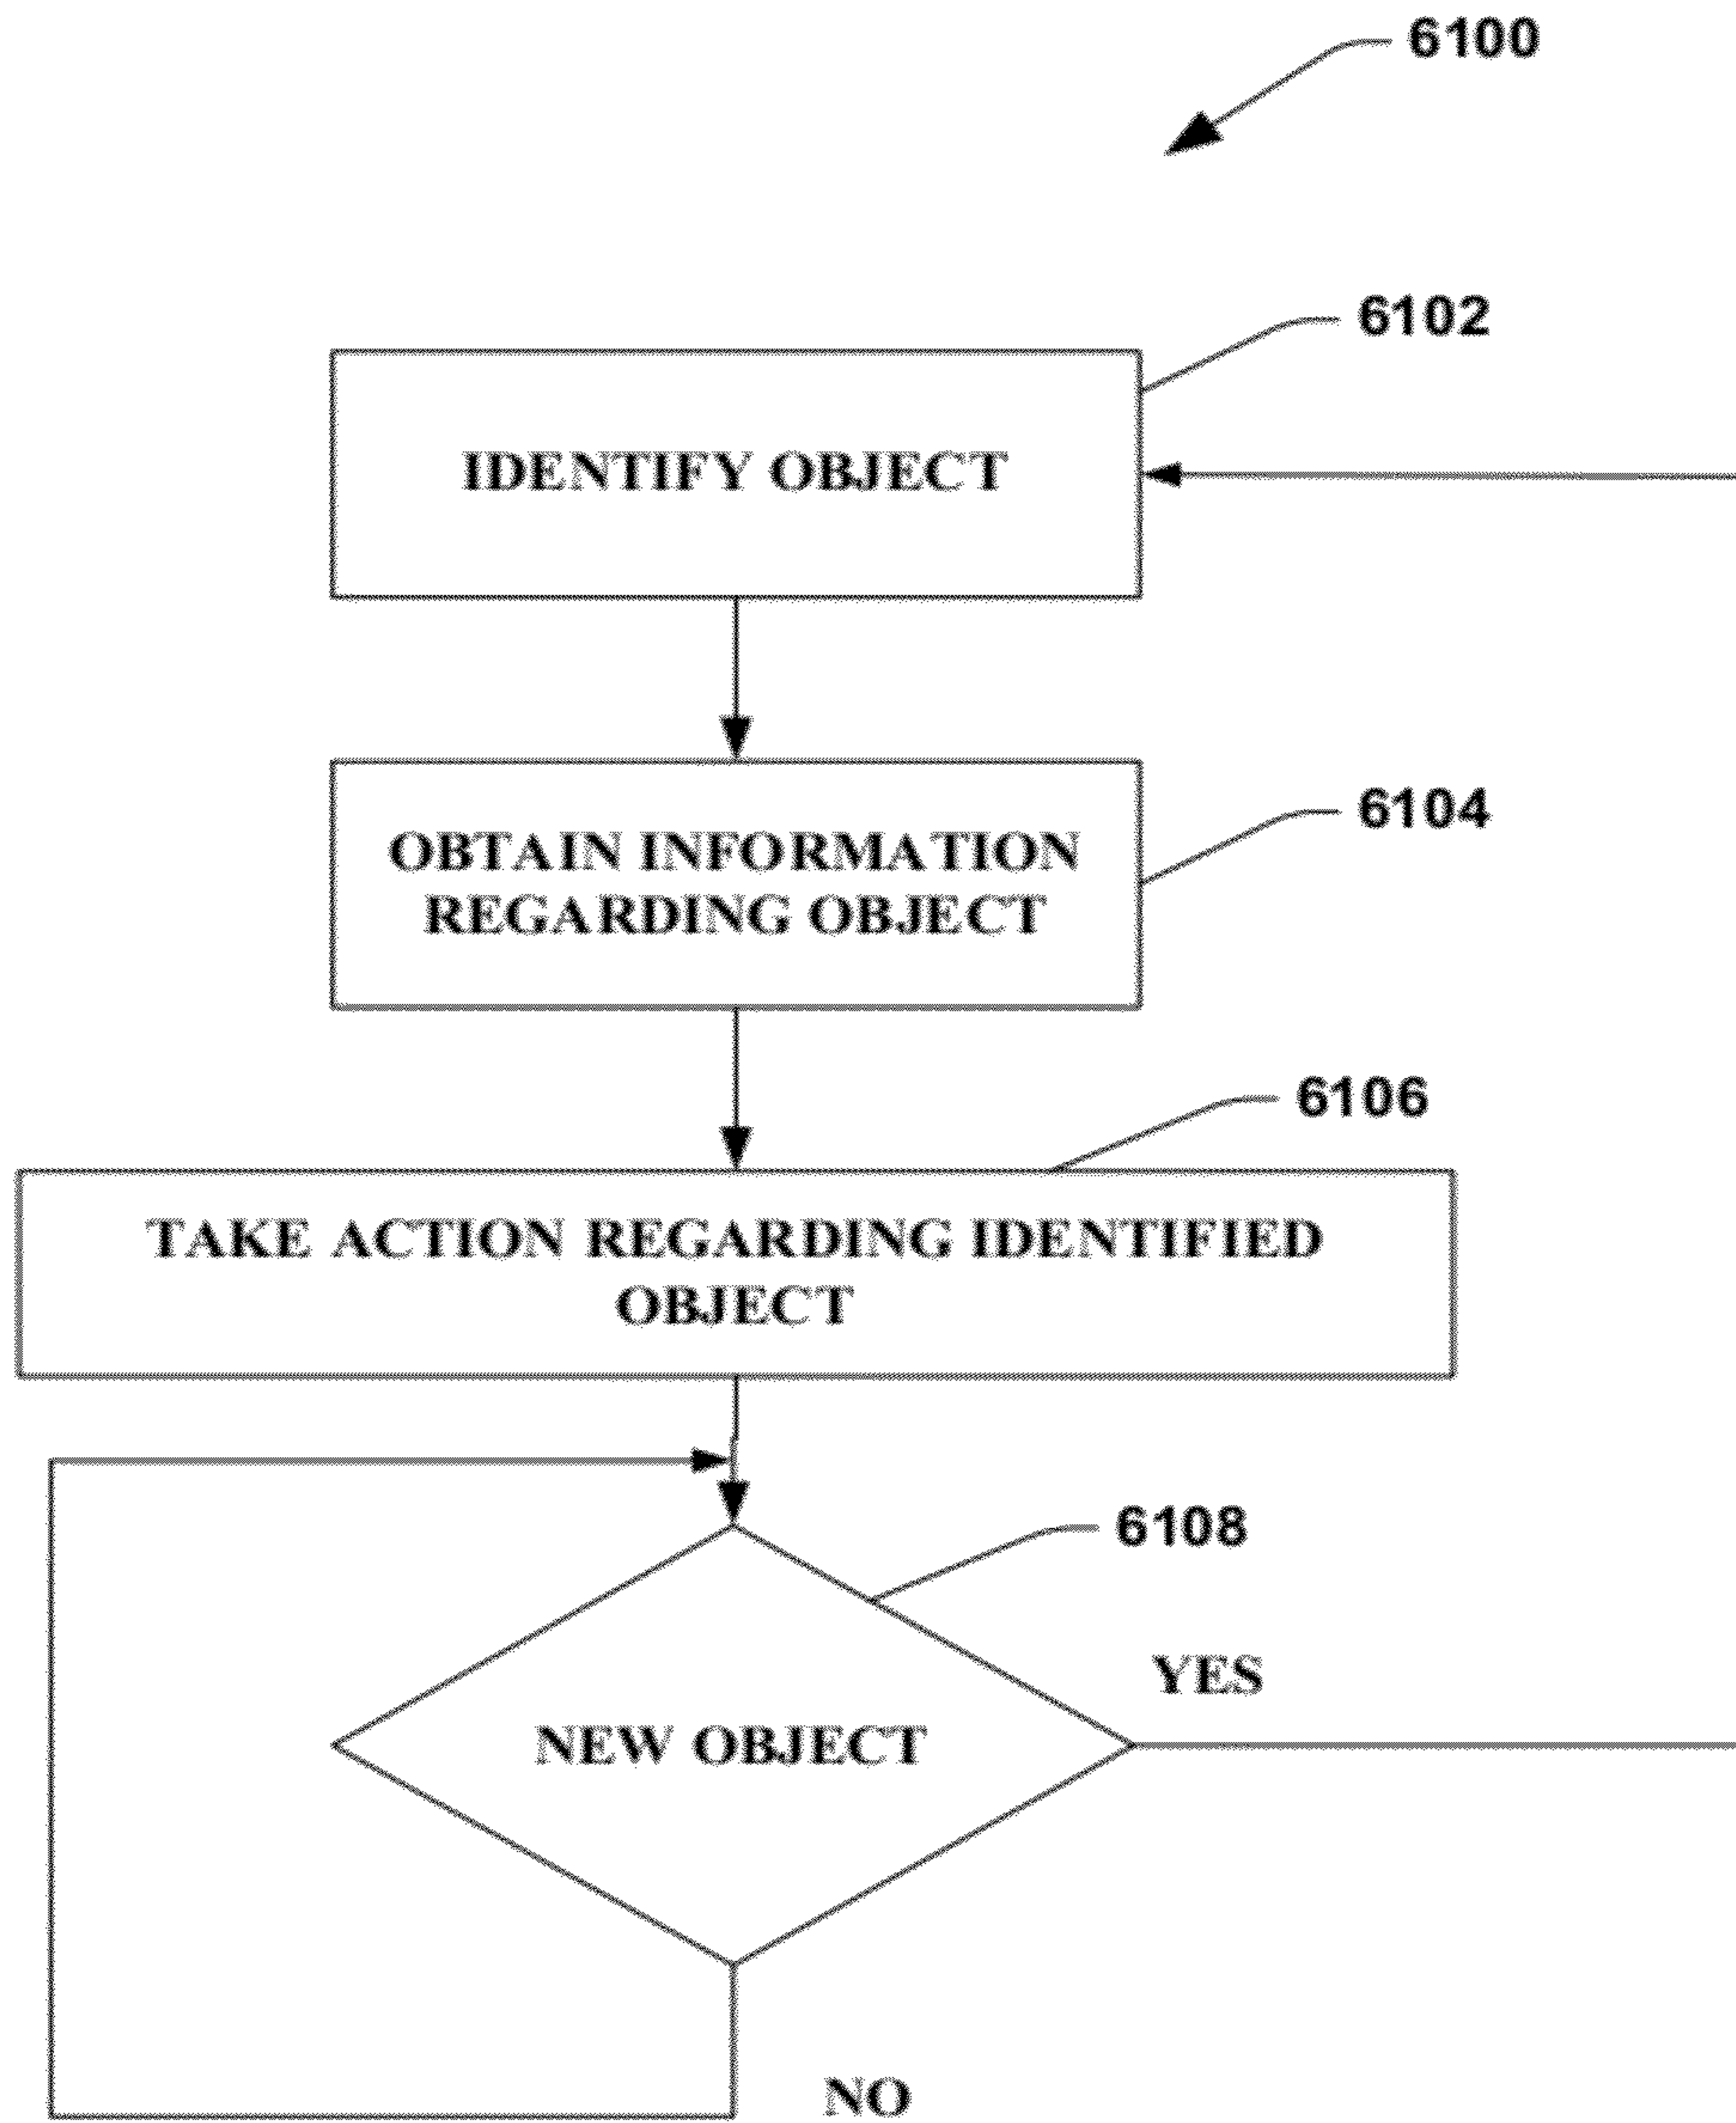 6100
6102
IDENTIFY OBJECT
6104
OBTAIN INFORMATION
REGARDING OBJECT
6106
TAKE ACTION REGARDING IDENTIFIED
OBJECT
6108
YES
NEW OBJECT
NO